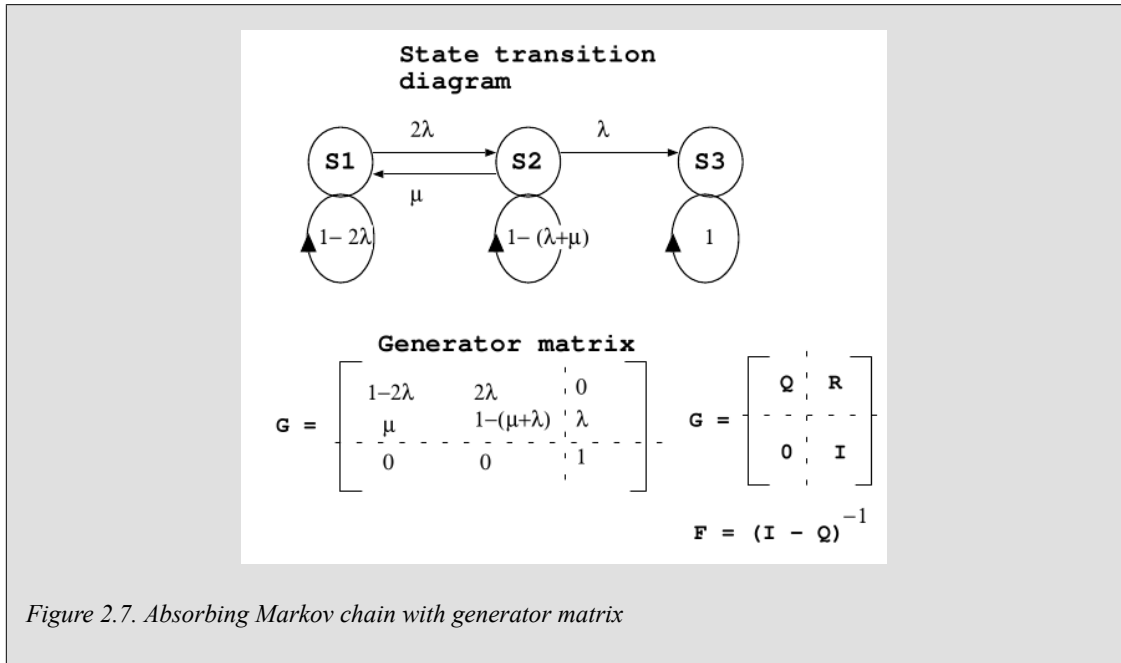 State transition
diagram
2λ
λ
S1
S2
S3
μ
1− 2λ
1− (λ+μ)
1
Generator matrix
1−2λ 2λ 0
G = μ 1−(μ+λ) λ
0 0 1
Q R
G =
0 I
F = (I − Q)−1
Figure 2.7. Absorbing Markov chain with generator matrix